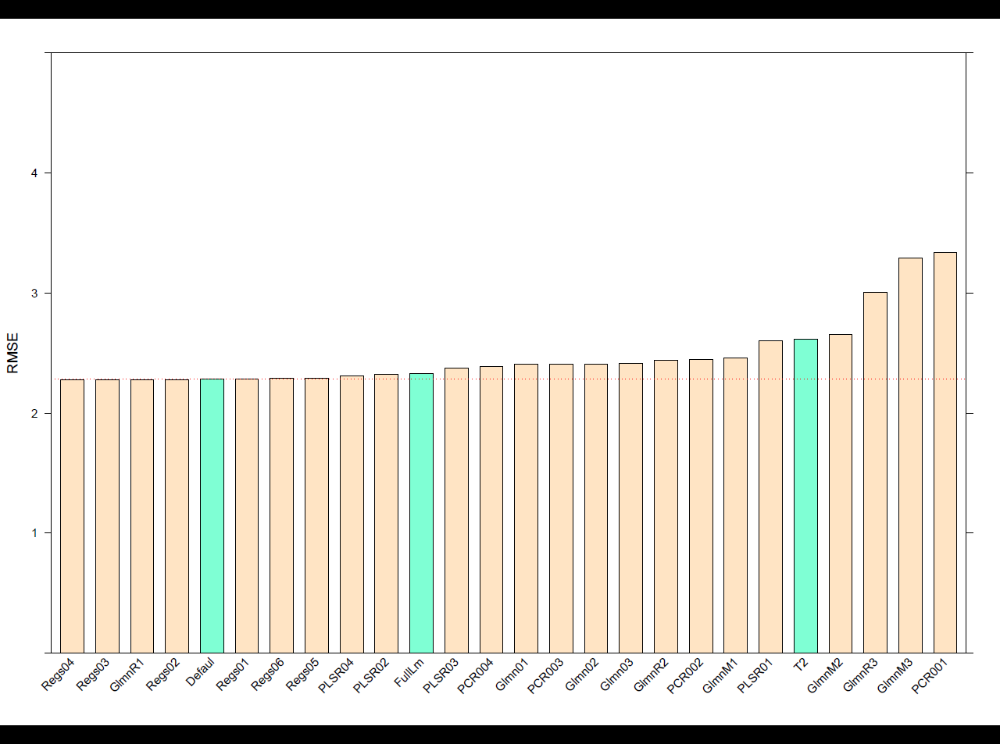 4
3
RMSE
2
1
Regs04
Regs03
GlmnR1
Regs02
Defaul
Regs01
Regs06
Regs05
PLSR04
PLSR02
FullLm
PLSR03
PCR004
Glmn01
PCR003
Glmn02
Glmn03
GlmnR2
PCR002
GlmnM1
PLSR01
T2
GlmnM2
GlmnR3
GlmnM3
PCR001